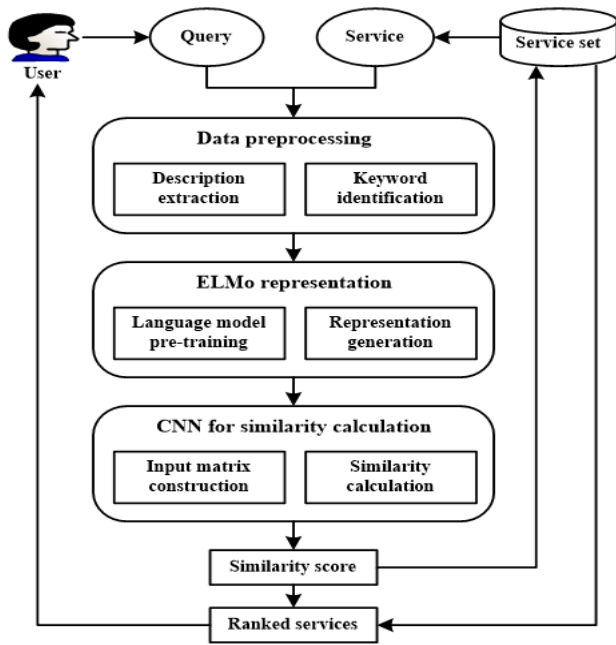 Query
Service
Service set
User
Data preprocessing
Description
extraction
Keyword
identification
ELMo representation
Language model
pre-training
Representation
generation
CNN for similarity calculation
Input matrix
construction
Similarity
calculation
Similarity score
Ranked services